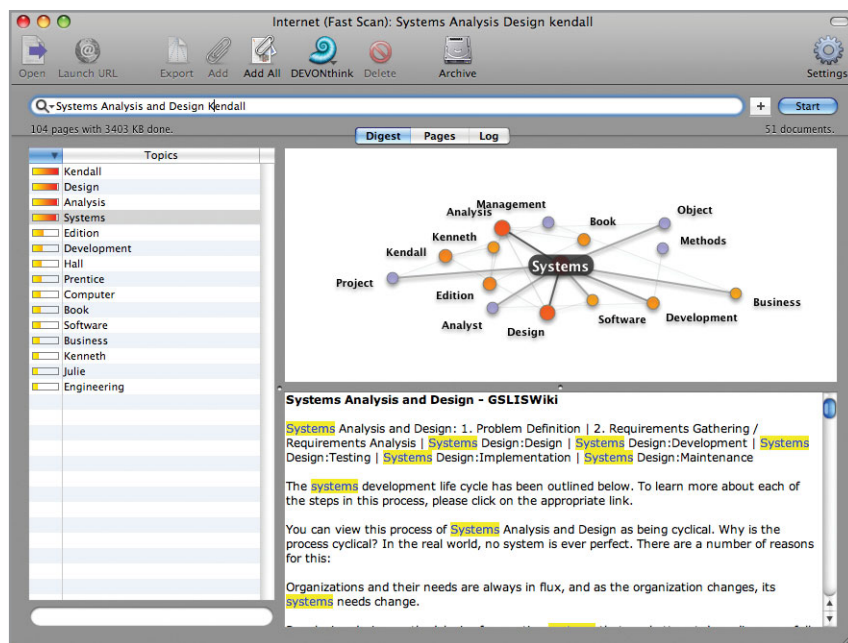 Internet (Fast Scan): Systems Analysis Design kendall
Open Launch URL Export Add Add All DEVONthink Delete Archive Settings
Systems Analysis and Design Kendall
+ Start
104 pages with 3403 KB done.
Digest Pages Log
51 documents.
Topics
Kendall
Design
Analysis
Systems
Edition
Development
Hall
Prentice
Computer
Book
Software
Business
Kenneth
Julie
Engineering
Management
Analysis
Book
Object
Kenneth
Methods
Kendall
Systems
Project
Edition
Business
Analyst
Design
Software
Development
Systems Analysis and Design - GSLISWiki
Systems Analysis and Design: 1. Problem Definition | 2. Requirements Gathering /
Requirements Analysis | Systems Design:Design | Systems Design:Development | Systems
Design:Testing | Systems Design:Implementation | Systems Design:Maintenance
The systems development life cycle has been outlined below. To learn more about each of
the steps in this process, please click on the appropriate link.
You can view this process of Systems Analysis and Design as being cyclical. Why is the
process cyclical? In the real world, no system is ever perfect. There are a number of reasons
for this:
Organizations and their needs are always in flux, and as the organization changes, its
systems needs change.